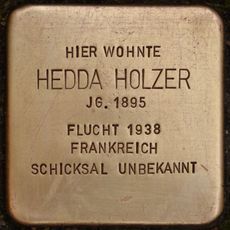 HIER WOHNTE
HEDDA HOLZER
JG. 1895
FLUCHT 1938
FRANKREICH
SCHICKSAL UNBEKANNT